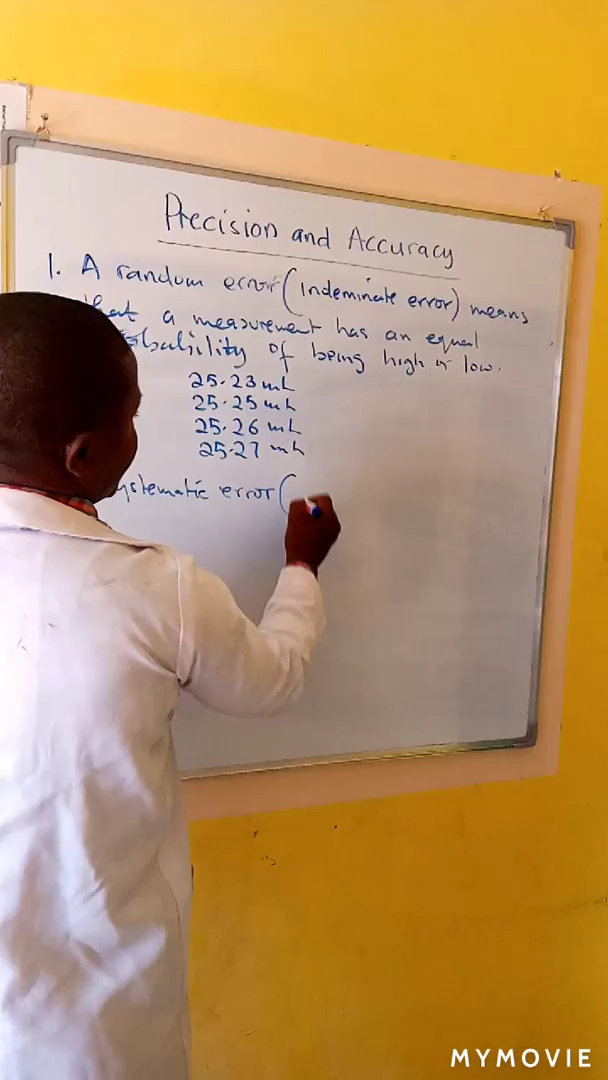 Precision and Accuracy
1. A random error (indeminate error) means
that a measurement has an equal
probability of being high or low.
25.23 mL
25.25 mL
25.26 mL
25.27 mL
systematic error (
MYMOVIE